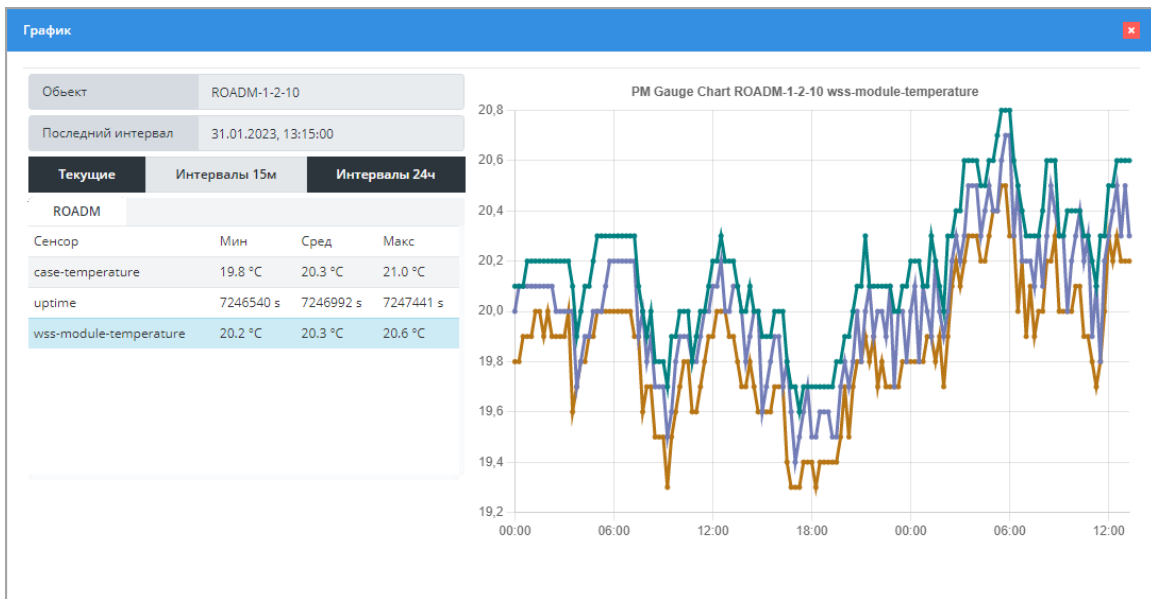 График
Обьект ROADM-1-2-10
Последний интервал 31.01.2023, 13:15:00
Текущие Интервалы 15м Интервалы 24ч
ROADM
Сенсор Мин Сред Макс
case-temperature 19.8 °C 20.3 °C 21.0 °C
uptime 7246540 s 7246992 s 7247441 s
wss-module-temperature 20.2 °C 20.3 °C 20.6 °C
PM Gauge Chart ROADM-1-2-10 wss-module-temperature
20,8
20,6
20,4
20,2
20,0
19,8
19,6
19,4
19,2
00:00 06:00 12:00 18:00 00:00 06:00 12:00